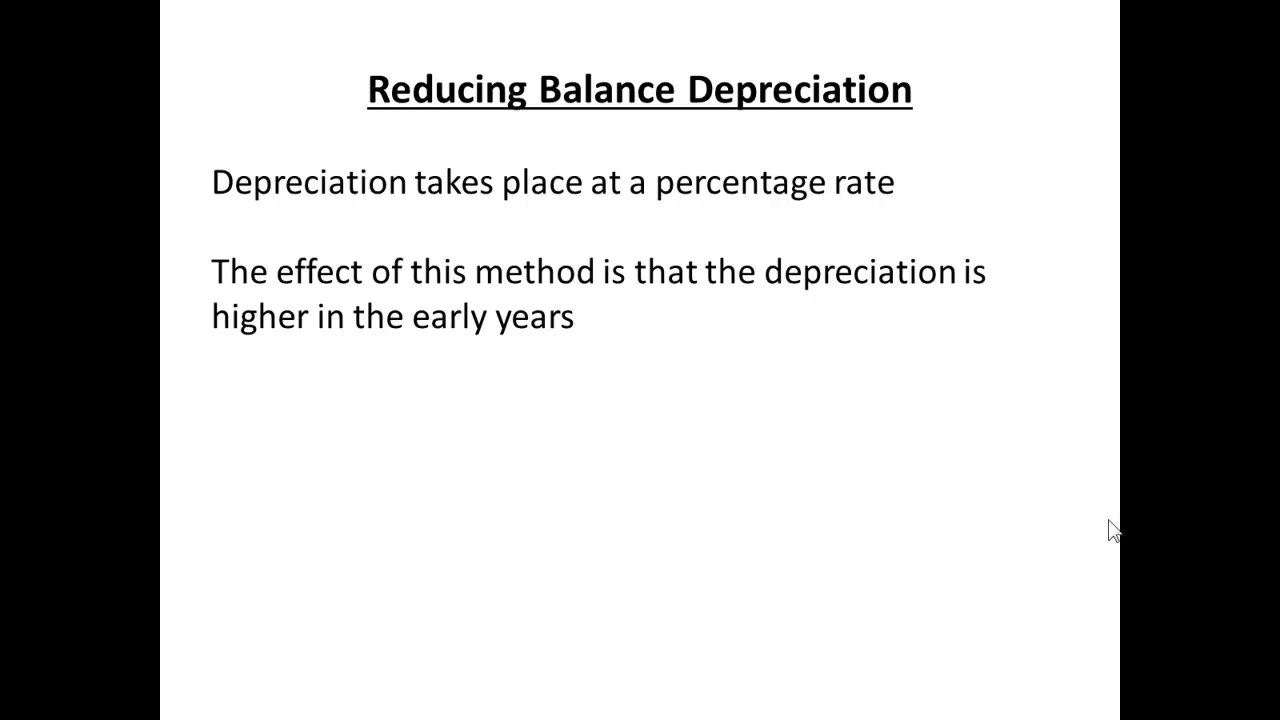 Reducing Balance Depreciation
Depreciation takes place at a percentage rate
The effect of this method is that the depreciation is
higher in the early years